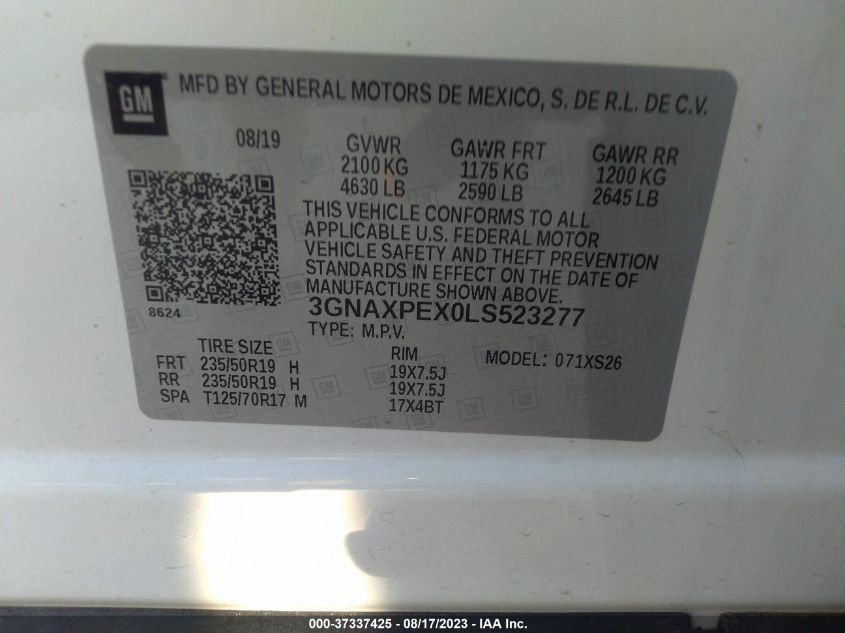 GM
MFD BY GENERAL MOTORS DE MEXICO, S. DE R.L. DE C.V.
08/19
GVWR
2100 KG
4630 LB
GAWR FRT
1175 KG
2590 LB
GAWR RR
1200 KG
2645 LB
THIS VEHICLE CONFORMS TO ALL
APPLICABLE U.S. FEDERAL MOTOR
VEHICLE SAFETY AND THEFT PREVENTION
STANDARDS IN EFFECT ON THE DATE OF
MANUFACTURE SHOWN ABOVE.
8624
3GNAXPEX0LS523277
TYPE: M.P.V.
TIRE SIZE RIM MODEL: 071XS26
FRT 235/50R19 H 19X7.5J
RR 235/50R19 H 19X7.5J
SPA T125/70R17 M 17X4BT
000-37337425 - 08/17/2023 - IAA Inc.